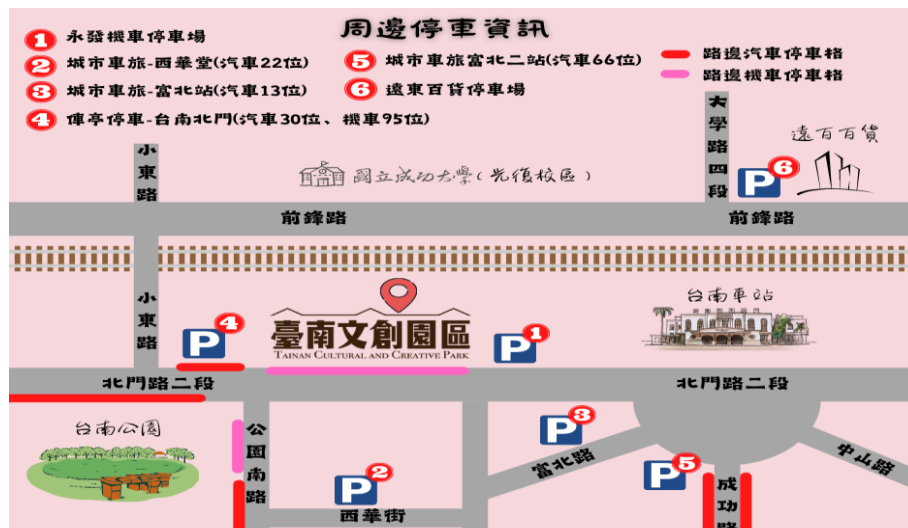 周邊停車資訊
1 永發機車停車場
2 城市車旅-西華堂(汽車22位)
3 城市車旅-富北站(汽車13位)
4 俥亭停車-台南北門(汽車30位、機車95位)
5 城市車旅富北二站(汽車66位)
6 遠東百貨停車場
路邊汽車停車格
路邊機車停車格
小東路
國立成功大學(光復校區)
大學路四段
遠百百貨
P 6
前鋒路
前鋒路
小東路
P 4
臺南文創園區
TAINAN CULTURAL AND CREATIVE PARK
P 1
台南車站
北門路二段
北門路二段
台南公園
公園南路
P 2
西華街
P 3
富北路
P 5
成功路
中山路